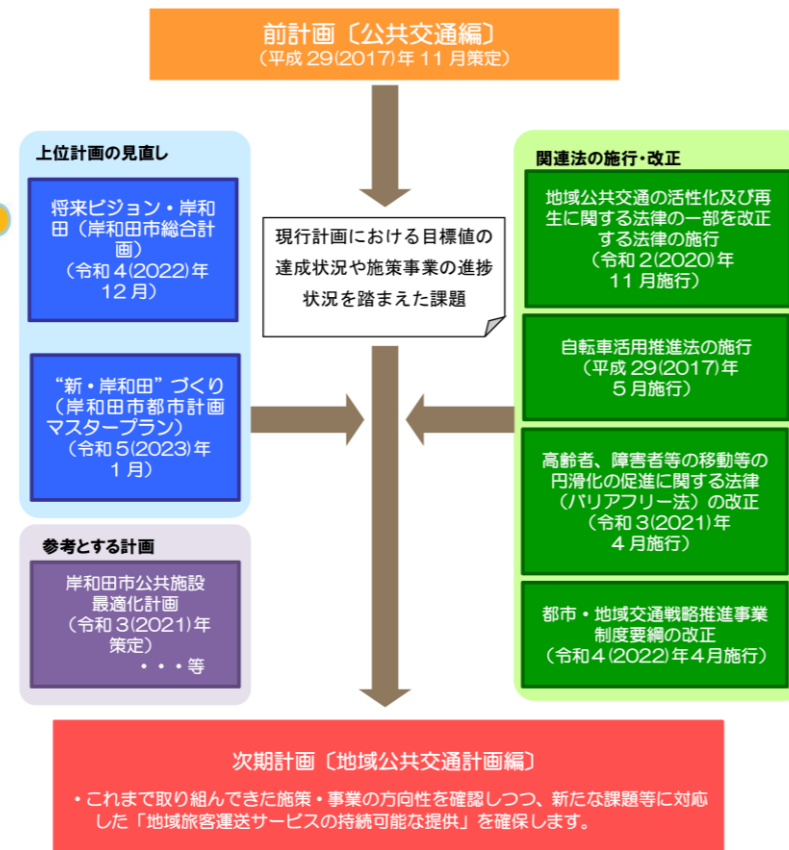 前計画〔公共交通編〕
(平成 29(2017)年 11 月策定)
上位計画の見直し
将来ビジョン・岸和
田（岸和田市総合計
画）
（令和 4(2022)年
12 月）
“新・岸和田”づくり
（岸和田市都市計画
マスタープラン）
（令和 5(2023)年
1 月）
参考とする計画
岸和田市公共施設
最適化計画
（令和 3(2021)年
策定）
・・・等
現行計画における目標値の
達成状況や施策事業の進捗
状況を踏まえた課題
関連法の施行・改正
地域公共交通の活性化及び再
生に関する法律の一部を改正
する法律の施行
（令和 2(2020)年
11 月施行）
自転車活用推進法の施行
（平成 29(2017)年
5 月施行）
高齢者、障害者等の移動等の
円滑化の促進に関する法律
（バリアフリー法）の改正
（令和 3(2021)年
4 月施行）
都市・地域交通戦略推進事業
制度要綱の改正
（令和４(2022)年４月施行）
次期計画〔地域公共交通計画編〕
・これまで取り組んできた施策・事業の方向性を確認しつつ、新たな課題等に対応
した「地域旅客運送サービスの持続可能な提供」を確保します。